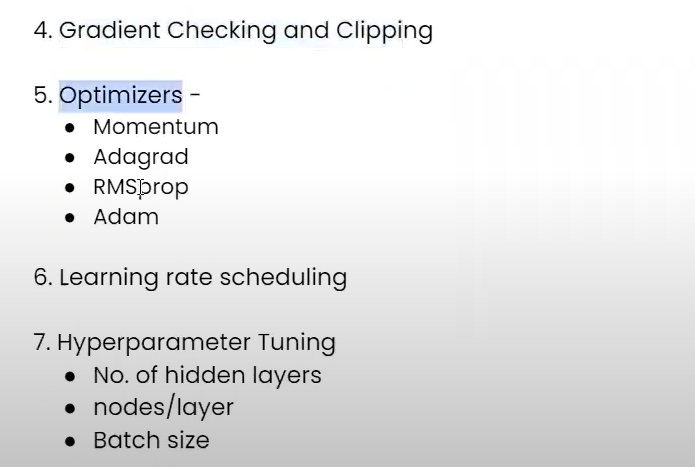 4. Gradient Checking and Clipping
5. Optimizers -
● Momentum
● Adagrad
● RMSprop
● Adam
6. Learning rate scheduling
7. Hyperparameter Tuning
● No. of hidden layers
● nodes/layer
● Batch size